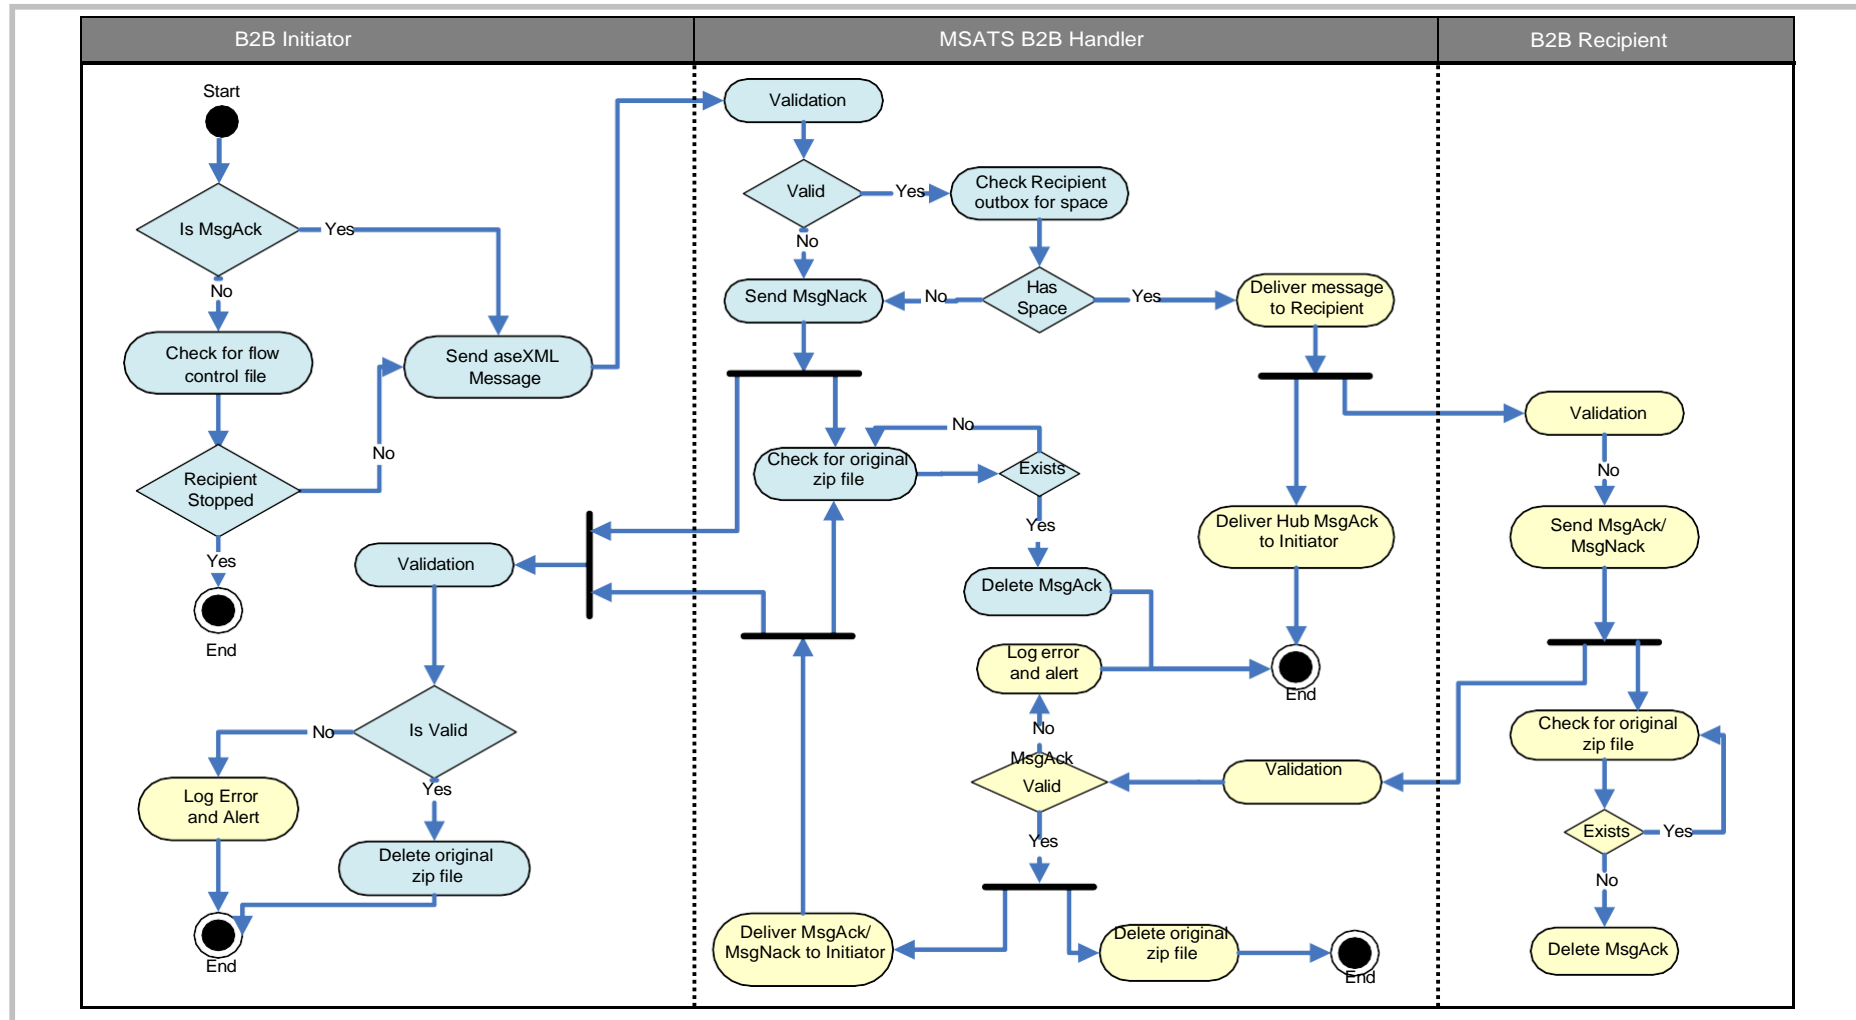 B2B Initiator
MSATS B2B Handler
B2B Recipient
Start
Is MsgAck
Yes
No
Check for flow
control file
Send aseXML
Message
No
Recipient
Stopped
Yes
End
Validation
Is Valid
No
Yes
Log Error
and Alert
Delete original
zip file
End
Validation
Valid
Yes
Check Recipient
outbox for space
No
Send MsgNack
No
Has
Space
Yes
Deliver message
to Recipient
No
Check for original
zip file
Exists
Yes
Deliver Hub MsgAck
to Initiator
Delete MsgAck
Log error
and alert
End
No
MsgAck
Valid
Validation
Yes
Deliver MsgAck/
MsgNack to Initiator
Delete original
zip file
End
Validation
No
Send MsgAck/
MsgNack
Check for original
zip file
Exists
Yes
No
Delete MsgAck